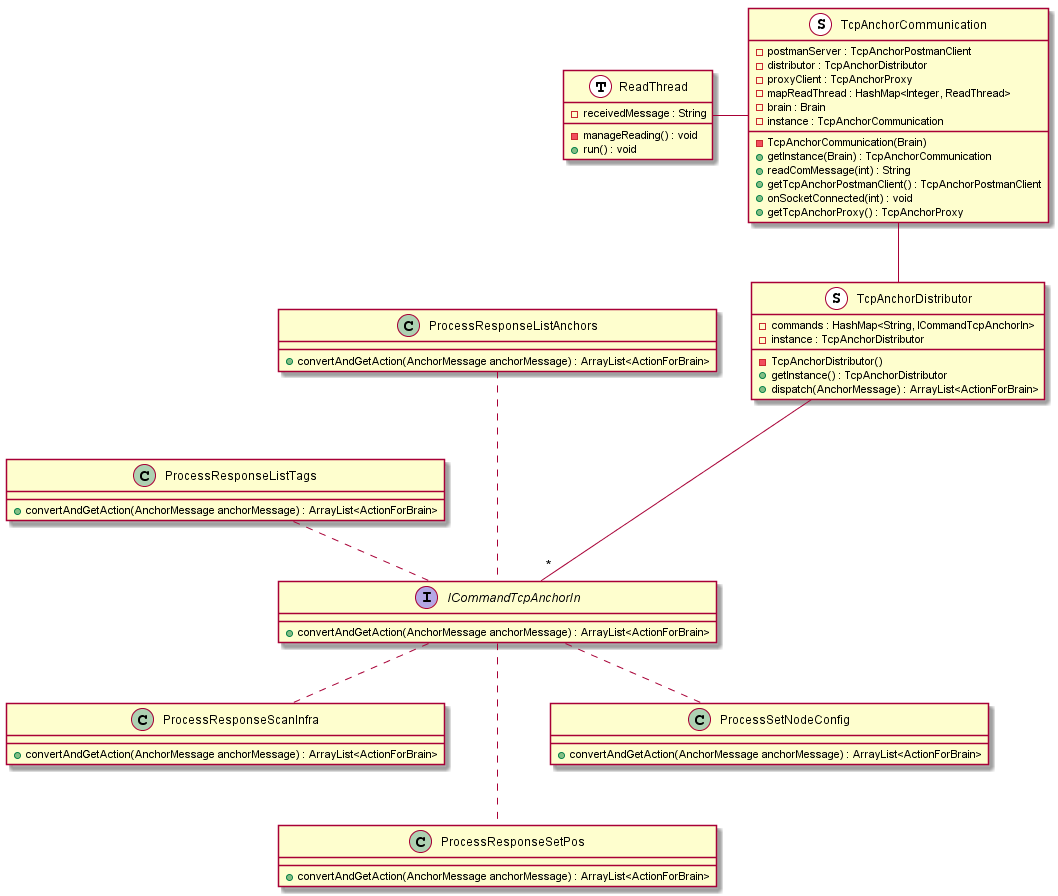 S TcpAnchorCommunication
postmanServer : TcpAnchorPostmanClient
distributor : TcpAnchorDistributor
proxyClient : TcpAnchorProxy
mapReadThread : HashMap<Integer, ReadThread>
brain : Brain
instance : TcpAnchorCommunication
TcpAnchorCommunication(Brain)
getInstance(Brain) : TcpAnchorCommunication
readComMessage(int) : String
getTcpAnchorPostmanClient() : TcpAnchorPostmanClient
onSocketConnected(int) : void
getTcpAnchorProxy() : TcpAnchorProxy
T ReadThread
receivedMessage : String
manageReading() : void
run() : void
S TcpAnchorDistributor
commands : HashMap<String, ICommandTcpAnchorIn>
instance : TcpAnchorDistributor
TcpAnchorDistributor()
getInstance() : TcpAnchorDistributor
dispatch(AnchorMessage) : ArrayList<ActionForBrain>
C ProcessResponseListAnchors
convertAndGetAction(AnchorMessage anchorMessage) : ArrayList<ActionForBrain>
C ProcessResponseListTags
convertAndGetAction(AnchorMessage anchorMessage) : ArrayList<ActionForBrain>
*
I ICommandTcpAnchorIn
convertAndGetAction(AnchorMessage anchorMessage) : ArrayList<ActionForBrain>
C ProcessResponseScanInfra
convertAndGetAction(AnchorMessage anchorMessage) : ArrayList<ActionForBrain>
C ProcessSetNodeConfig
convertAndGetAction(AnchorMessage anchorMessage) : ArrayList<ActionForBrain>
C ProcessResponseSetPos
convertAndGetAction(AnchorMessage anchorMessage) : ArrayList<ActionForBrain>